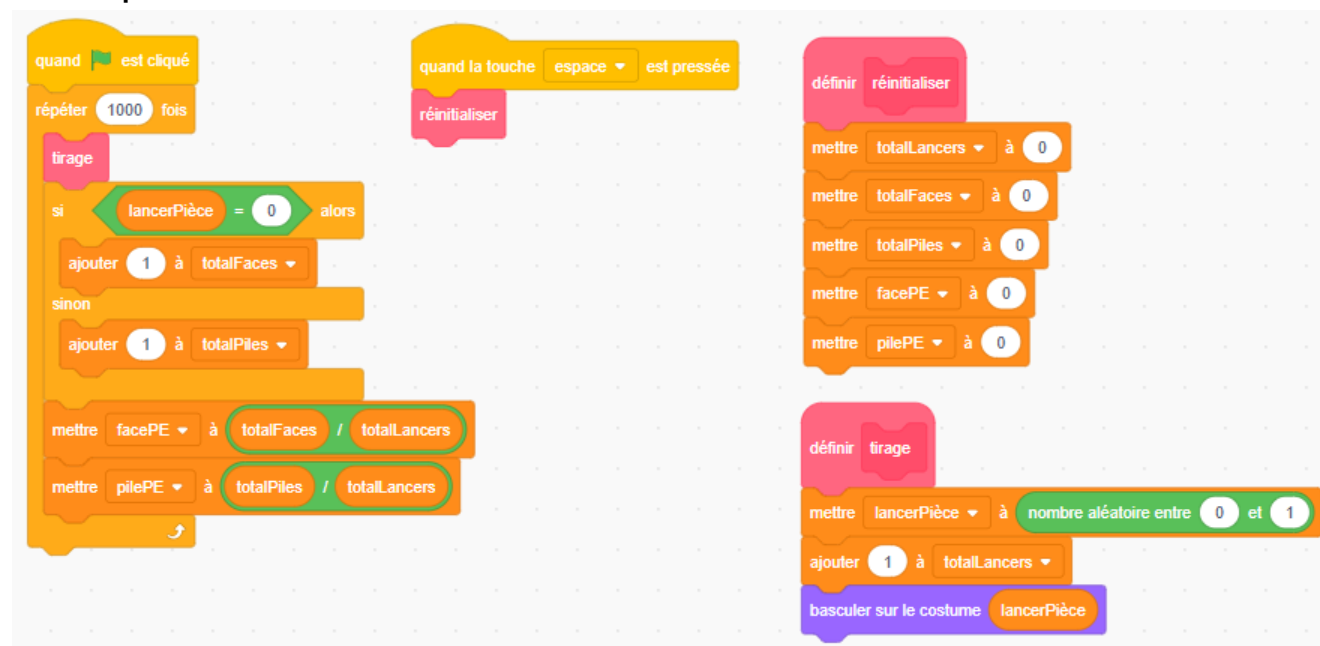 quand est cliqué
répéter 1000 fois
tirage
si lancerPièce = 0 alors
ajouter 1 à totalFaces
sinon
ajouter 1 à totalPiles
mettre facePE à totalFaces / totalLancers
mettre pilePE à totalPiles / totalLancers
quand la touche espace est pressée
réinitialiser
définir réinitialiser
mettre totalLancers à 0
mettre totalFaces à 0
mettre totalPiles à 0
mettre facePE à 0
mettre pilePE à 0
définir tirage
mettre lancerPièce à nombre aléatoire entre 0 et 1
ajouter 1 à totalLancers
basculer sur le costume lancerPièce